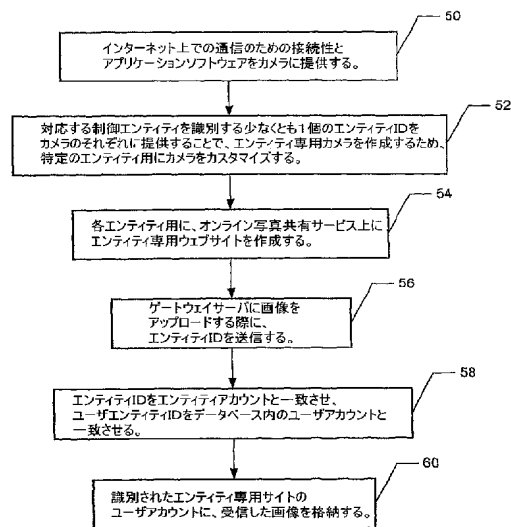 50
インターネット上での通信のための接続性と
アプリケーションソフトウェアをカメラに提供する。
52
対応する制御エンティティを識別する少なくとも1個のエンティティIDを
カメラのそれぞれに提供することで、エンティティ専用カメラを作成するため、
特定のエンティティ用にカメラをカスタマイズする。
54
各エンティティ用に、オンライン写真共有サービス上に
エンティティ専用ウェブサイトを作成する。
56
ゲートウェイサーバに画像を
アップロードする際に、
エンティティIDを送信する。
58
エンティティIDをエンティティアカウントと一致させ、
ユーザエンティティIDをデータベース内のユーザアカウントと
一致させる。
60
識別されたエンティティ専用サイトの
ユーザアカウントに、受信した画像を格納する。